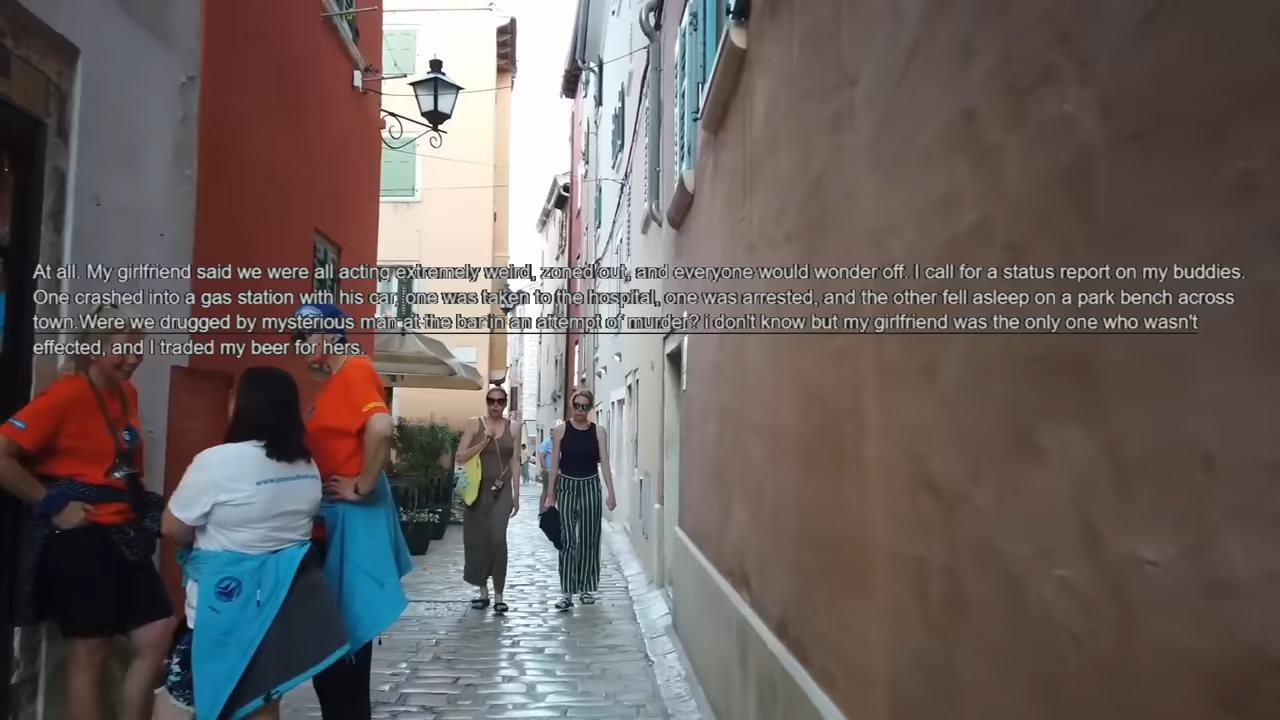 At all. My girlfriend said we were all acting extremely weird, zoned out, and everyone would wonder off. I call for a status report on my buddies.
One crashed into a gas station with his car, one was taken to the hospital, one was arrested, and the other fell asleep on a park bench across
town.Were we drugged by mysterious man at the bar in an attempt of murder? i don't know but my girlfriend was the only one who wasn't
effected, and I traded my beer for hers.